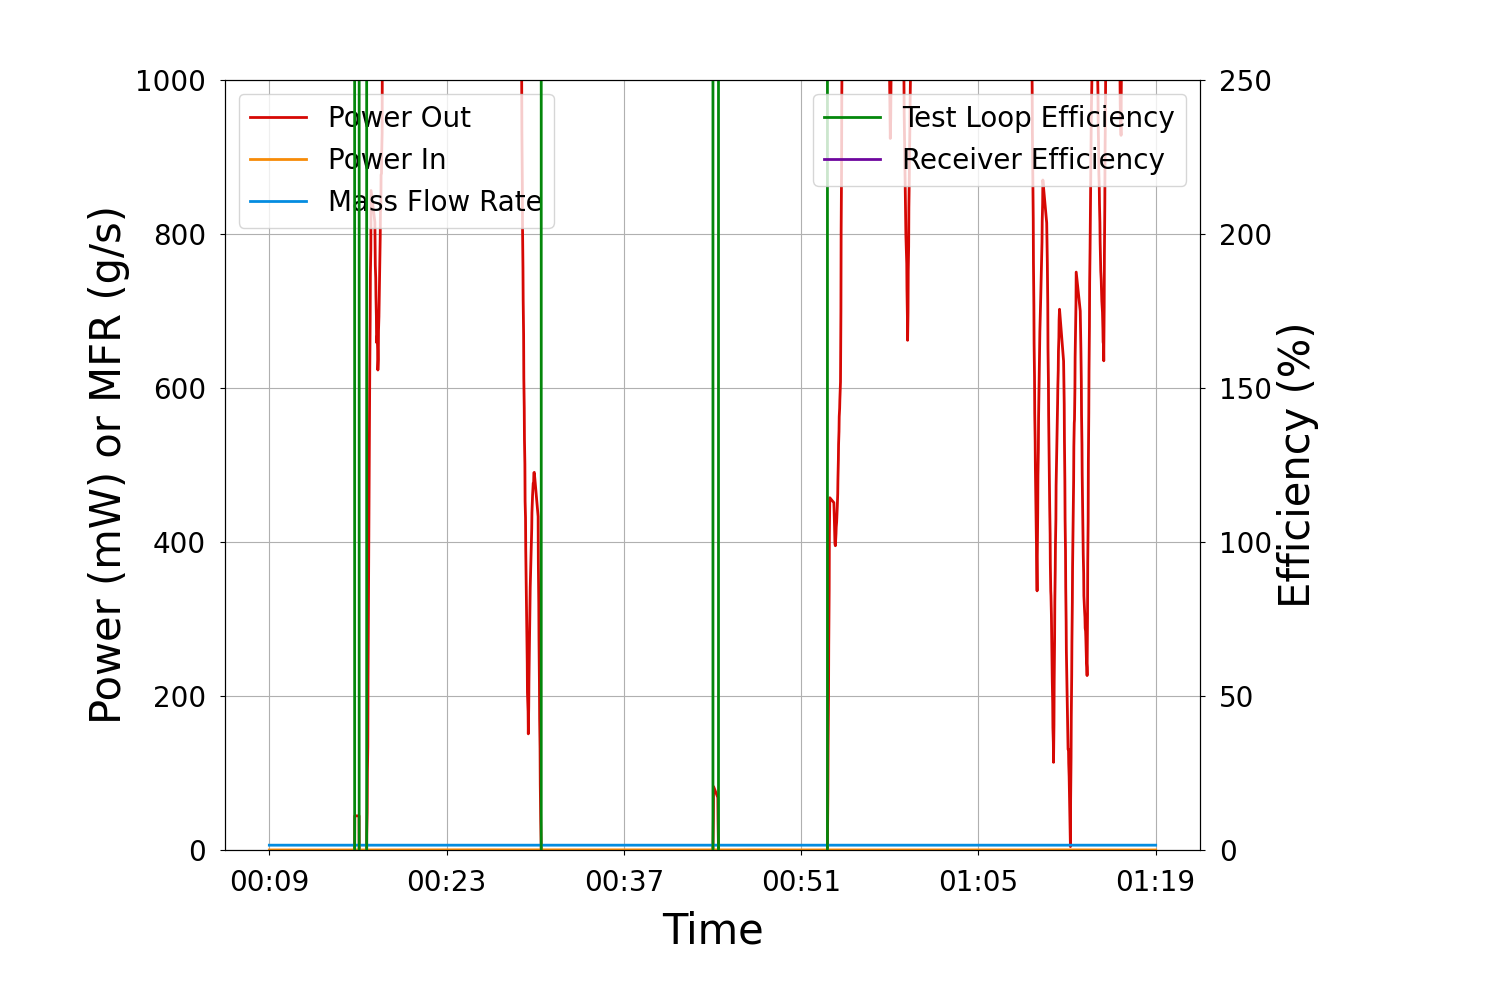 1000
800
600
400
200
0
Power (mW) or MFR (g/s)
Power Out
Power In
Mass Flow Rate
Test Loop Efficiency
Receiver Efficiency
250
200
150
100
50
0
Efficiency (%)
00:09 00:23 00:37 00:51 01:05 01:19
Time